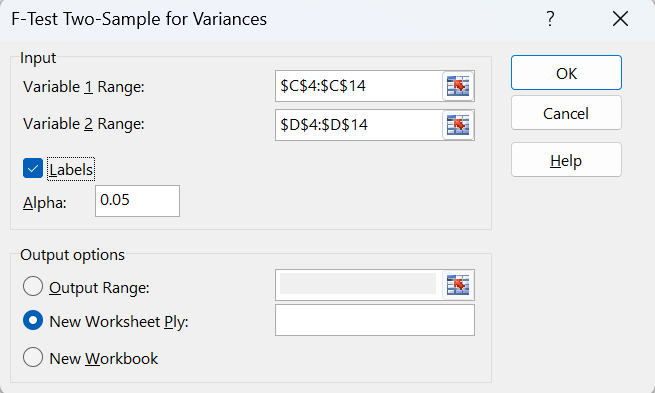 F-Test Two-Sample for Variances ?
Input
Variable 1 Range: $C$4:$C$14
Variable 2 Range: $D$4:$D$14
Labels
Alpha: 0.05
OK
Cancel
Help
Output options
Output Range:
New Worksheet Ply:
New Workbook